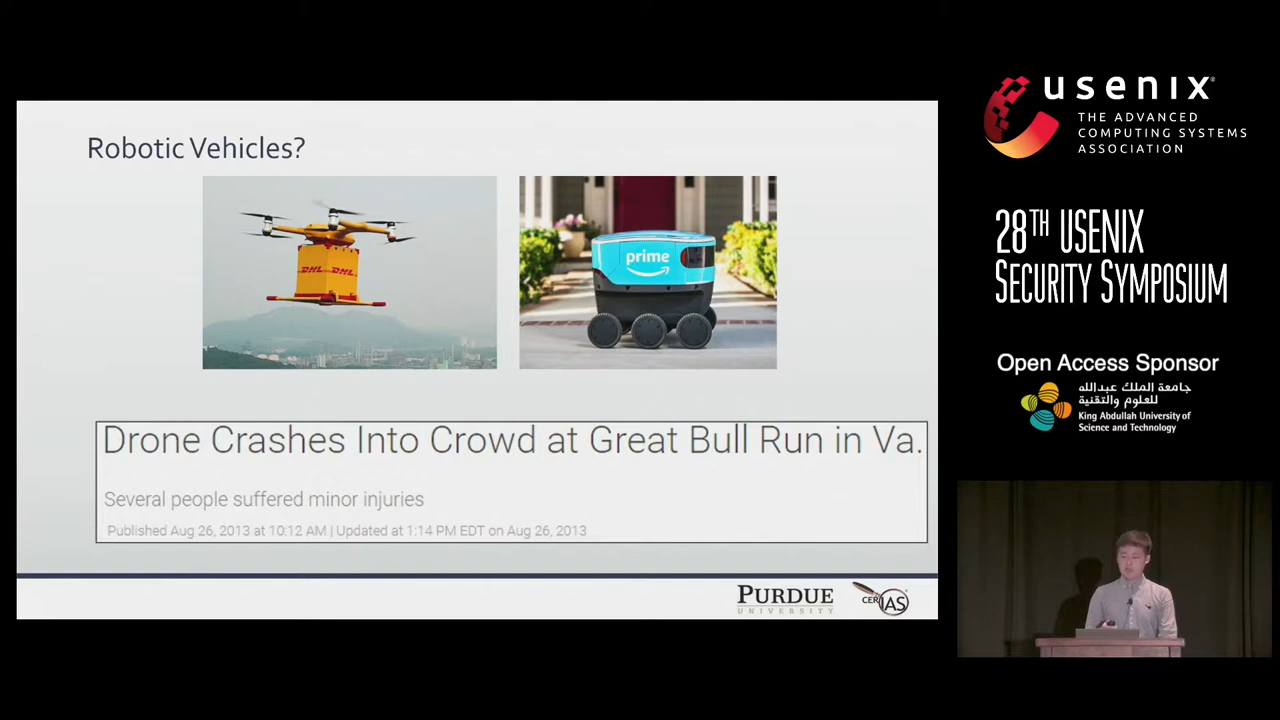 Robotic Vehicles?
DHL DHL
prime
Drone Crashes Into Crowd at Great Bull Run in Va.
Several people suffered minor injuries
Published Aug 26, 2013 at 10:12 AM | Updated at 1:14 PM EDT on Aug 26, 2013
PURDUE
UNIVERSITY
CERIAS
usenix
THE ADVANCED
COMPUTING SYSTEMS
ASSOCIATION
28TH USENIX
SECURITY SYMPOSIUM
Open Access Sponsor
جامعة الملك عبدالله
للعلوم والتقنية
King Abdullah University of
Science and Technology